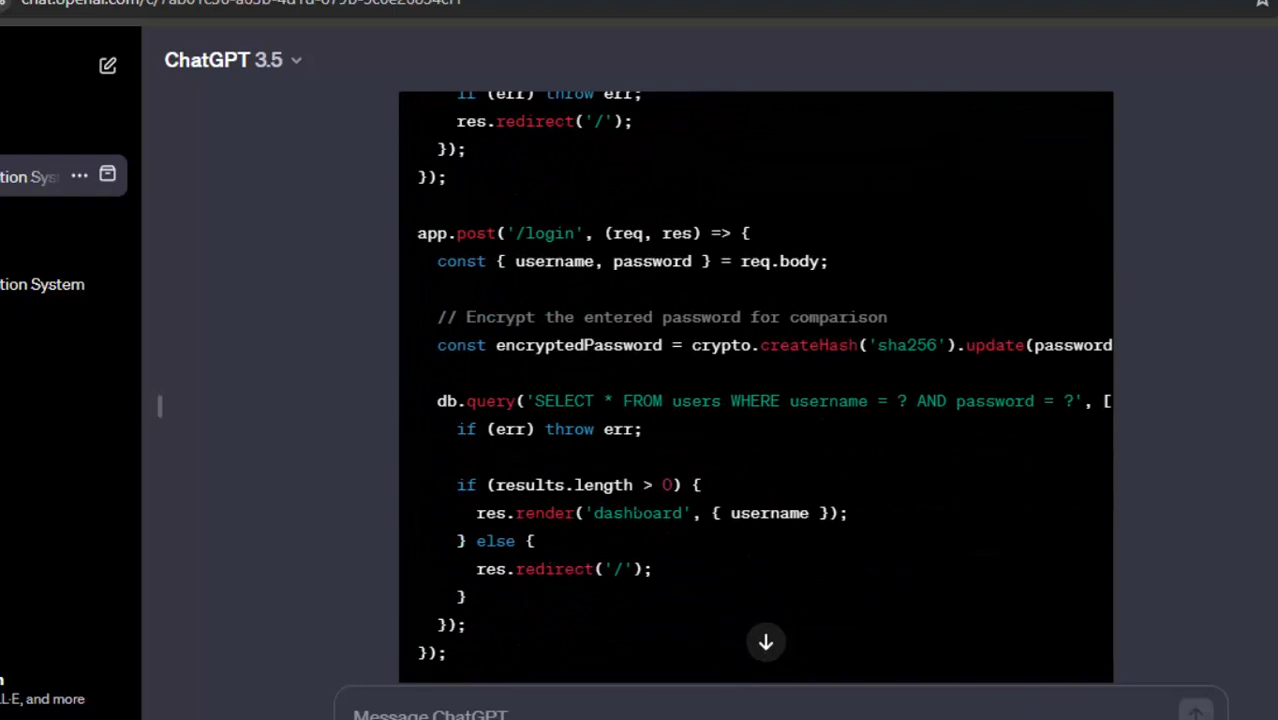 ChatGPT 3.5
if (err) throw err;
res.redirect('/');
});
});
tion Sys
app.post('/login', (req, res) => {
const { username, password } = req.body;
tion System
// Encrypt the entered password for comparison
const encryptedPassword = crypto.createHash('sha256').update(password
db.query('SELECT * FROM users WHERE username = ? AND password = ?', [
if (err) throw err;
if (results.length > 0) {
res.render('dashboard', { username });
} else {
res.redirect('/');
}
});
});
LL·E, and more
Message ChatGPT